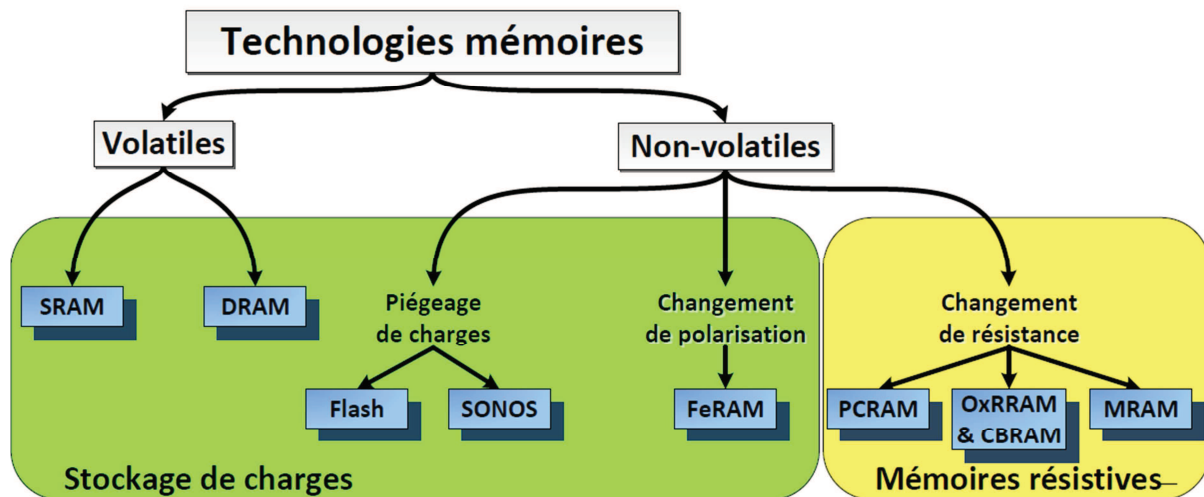 Technologies mémoires
Volatiles
Non-volatiles
SRAM
DRAM
Piégeage
de charges
Changement
de polarisation
Changement
de résistance
Flash
SONOS
FeRAM
PCRAM
OxRRAM
& CBRAM
MRAM
Stockage de charges
Mémoires résistives